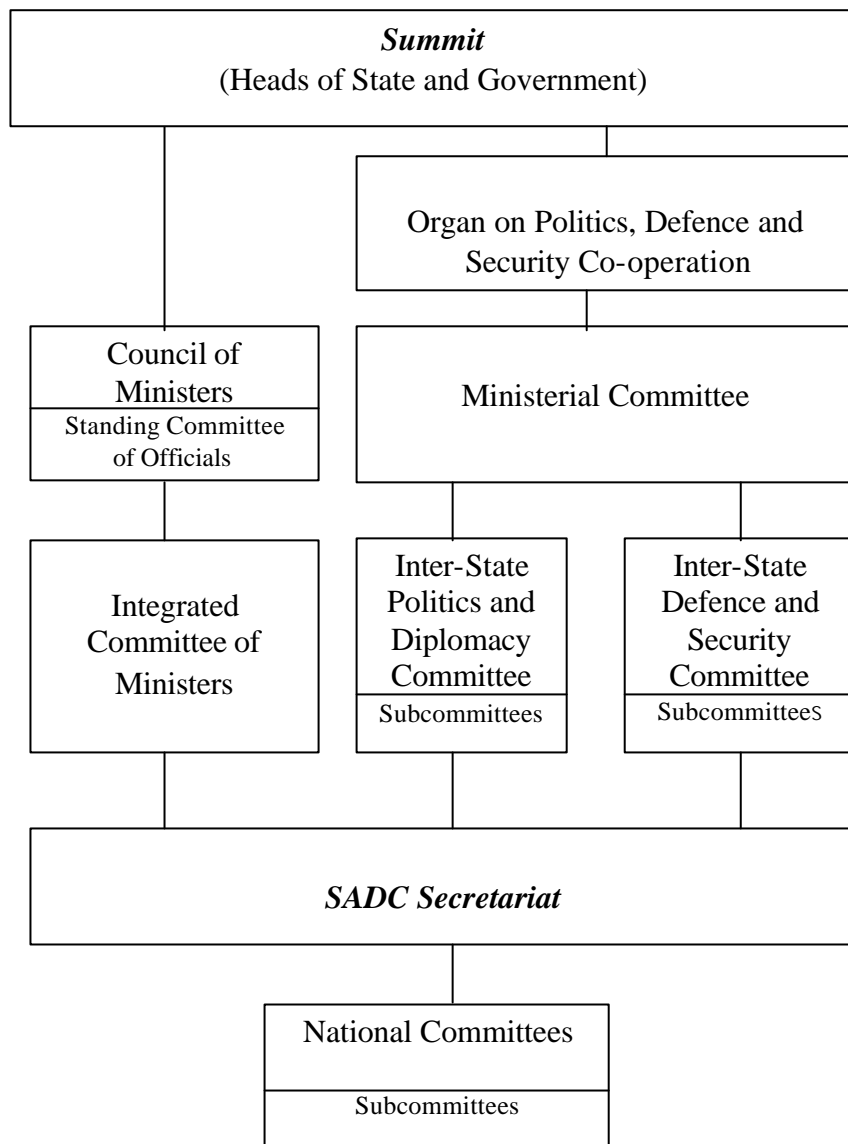 Summit
(Heads of State and Government)
Organ on Politics, Defence and
Security Co-operation
Council of
Ministers
Standing Committee
of Officials
Ministerial Committee
Integrated
Committee of
Ministers
Inter-State
Politics and
Diplomacy
Committee
Subcommittees
Inter-State
Defence and
Security
Committee
Subcommittees
SADC Secretariat
National Committees
Subcommittees